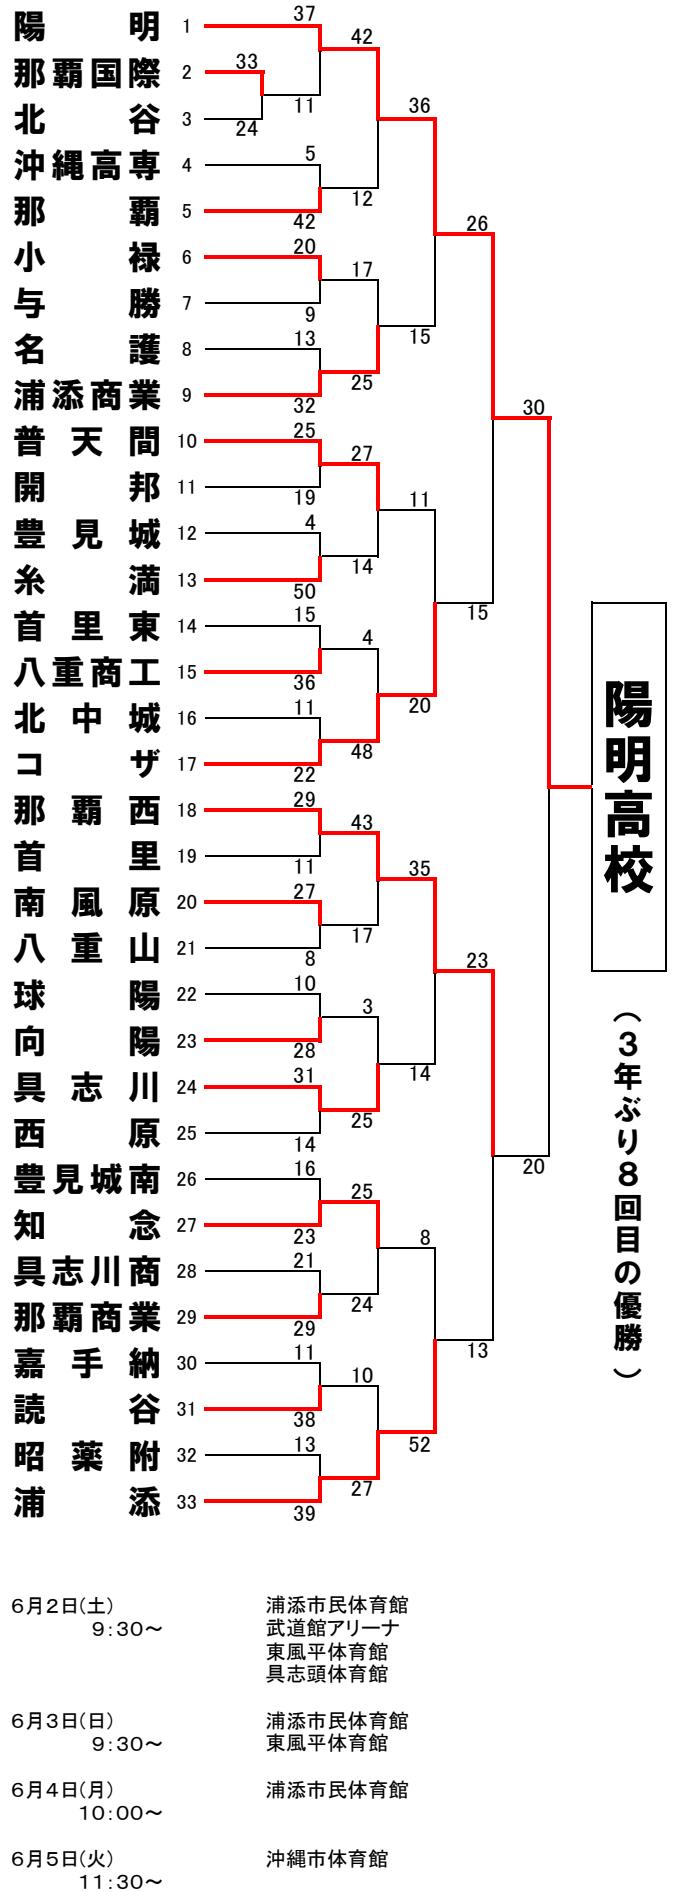 陽明 1
那覇国際 2
北谷 3
沖縄高専 4
那覇 5
小禄 6
与勝 7
名護 8
浦添商業 9
普天間 10
開邦 11
豊見城 12
糸満 13
首里東 14
八重商工 15
北中城 16
コザ 17
那覇西 18
首里 19
南風原 20
八重山 21
球陽 22
向陽 23
具志川 24
西原 25
豊見城南 26
知念 27
具志川商 28
那覇商業 29
嘉手納 30
読谷 31
昭薬附 32
浦添 33
33
24
37
11
5
42
20
9
13
32
25
19
4
50
15
36
11
22
29
11
27
8
10
28
31
14
16
23
21
29
11
38
13
39
42
12
17
25
27
14
4
48
43
17
3
25
25
24
10
27
36
15
11
20
35
14
8
52
26
15
23
13
30
20
陽明高校
（３年ぶり８回目の優勝）
6月2日(土) 浦添市民体育館
9:30～ 武道館アリーナ
東風平体育館
具志頭体育館
6月3日(日) 浦添市民体育館
9:30～ 東風平体育館
6月4日(月) 浦添市民体育館
10:00～
6月5日(火) 沖縄市体育館
11:30～